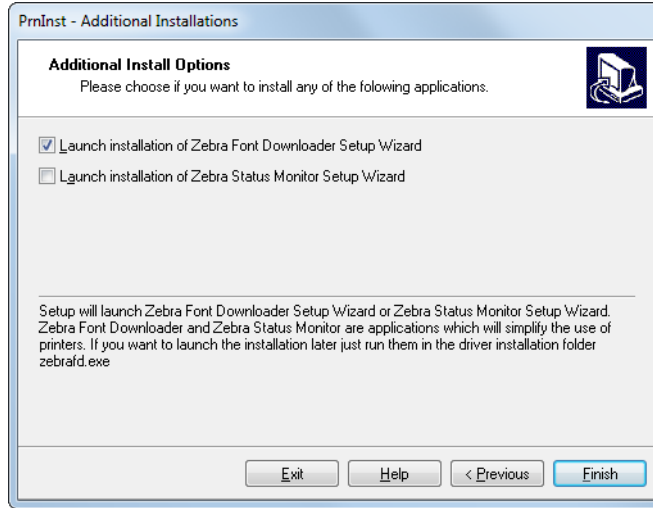 PrnInst - Additional Installations
Additional Install Options
Please choose if you want to install any of the folowing applications.
Launch installation of Zebra Font Downloader Setup Wizard
Launch installation of Zebra Status Monitor Setup Wizard
Setup will launch Zebra Font Downloader Setup Wizard or Zebra Status Monitor Setup Wizard.
Zebra Font Downloader and Zebra Status Monitor are applications which will simplify the use of
printers. If you want to launch the installation later just run them in the driver installation folder
zebrafd.exe
Exit Help < Previous Finish